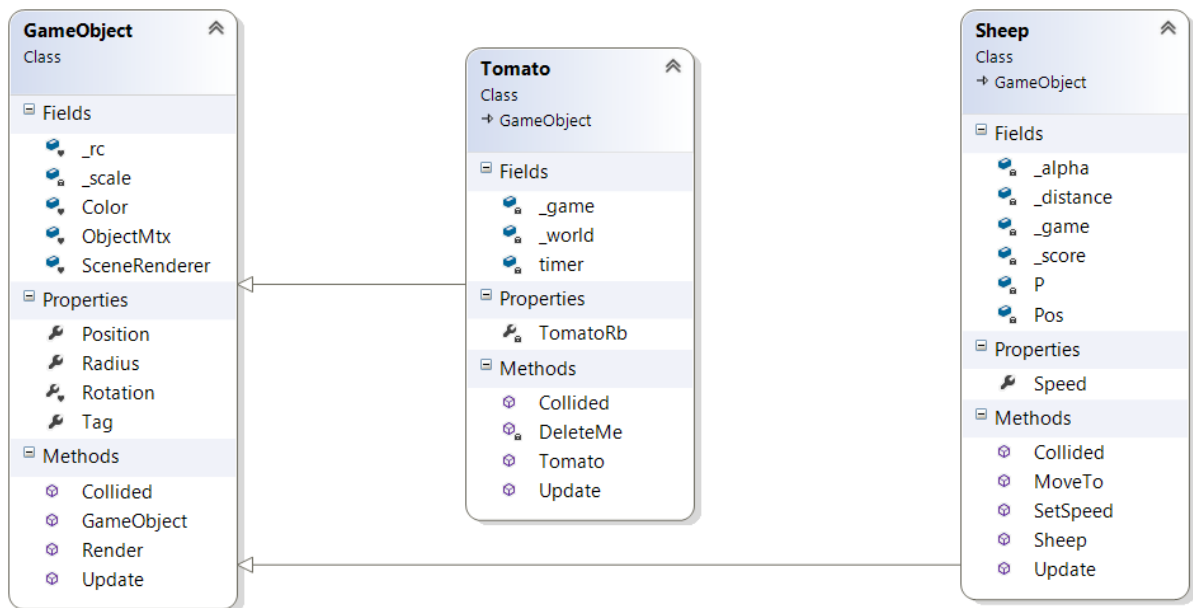 GameObject
Class
Fields
_rc
_scale
Color
ObjectMtx
SceneRenderer
Properties
Position
Radius
Rotation
Tag
Methods
Collided
GameObject
Render
Update
Tomato
Class
GameObject
Fields
_game
_world
timer
Properties
TomatoRb
Methods
Collided
DeleteMe
Tomato
Update
Sheep
Class
GameObject
Fields
_alpha
_distance
_game
_score
P
Pos
Properties
Speed
Methods
Collided
MoveTo
SetSpeed
Sheep
Update